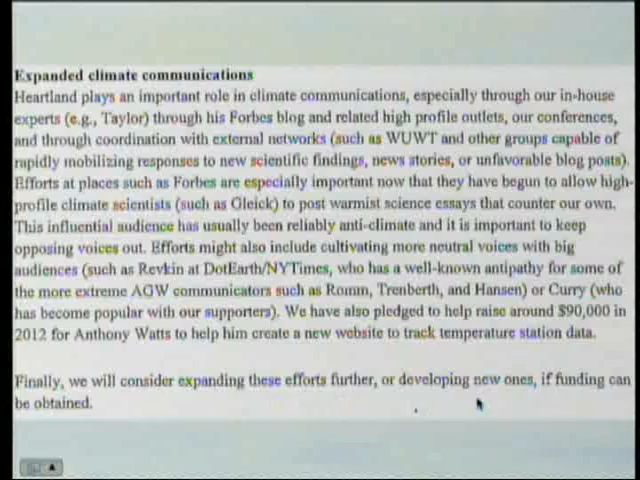 Expanded climate communications
Heartland plays an important role in climate communications, especially through our in-house
experts (e.g., Taylor) through his Forbes blog and related high profile outlets, our conferences,
and through coordination with external networks (such as WUWT and other groups capable of
rapidly mobilizing responses to new scientific findings, news stories, or unfavorable blog posts).
Efforts at places such as Forbes are especially important now that they have begun to allow high-
profile climate scientists (such as Gleick) to post warmist science essays that counter our own.
This influential audience has usually been reliably anti-climate and it is important to keep
opposing voices out. Efforts might also include cultivating more neutral voices with big
audiences (such as Revkin at DotEarth/NYTimes, who has a well-known antipathy for some of
the more extreme AGW communicators such as Romm, Trenberth, and Hansen) or Curry (who
has become popular with our supporters). We have also pledged to help raise around $90,000 in
2012 for Anthony Watts to help him create a new website to track temperature station data.
Finally, we will consider expanding these efforts further, or developing new ones, if funding can
be obtained.